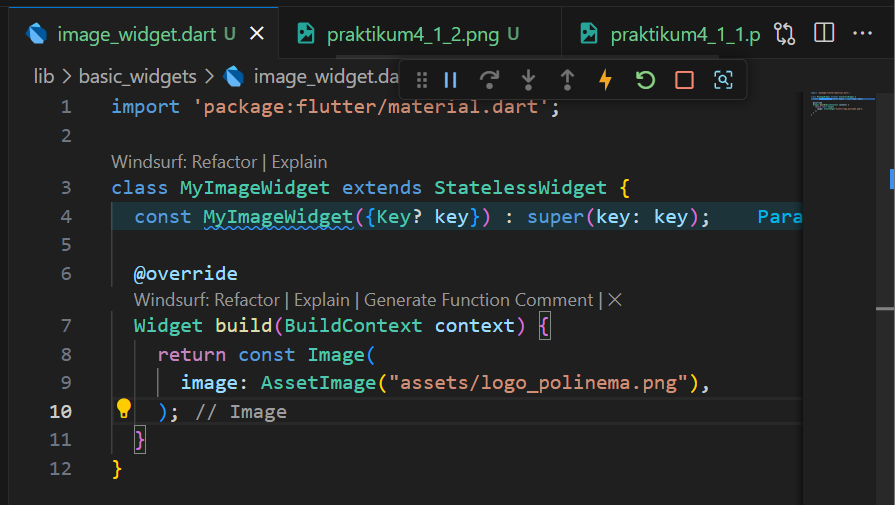 image_widget.dart U
praktikum4_1_2.png U
praktikum4_1_1.p
lib > basic_widgets > image_widget.da
1 import 'package:flutter/material.dart';
2
Windsurf: Refactor | Explain
3 class MyImageWidget extends StatelessWidget {
4 const MyImageWidget({Key? key}) : super(key: key); Para
5
6 @override
Windsurf: Refactor | Explain | Generate Function Comment | ×
7 Widget build(BuildContext context) {
8 return const Image(
9 image: AssetImage("assets/logo_polinema.png"),
10 ); // Image
11 }
12 }